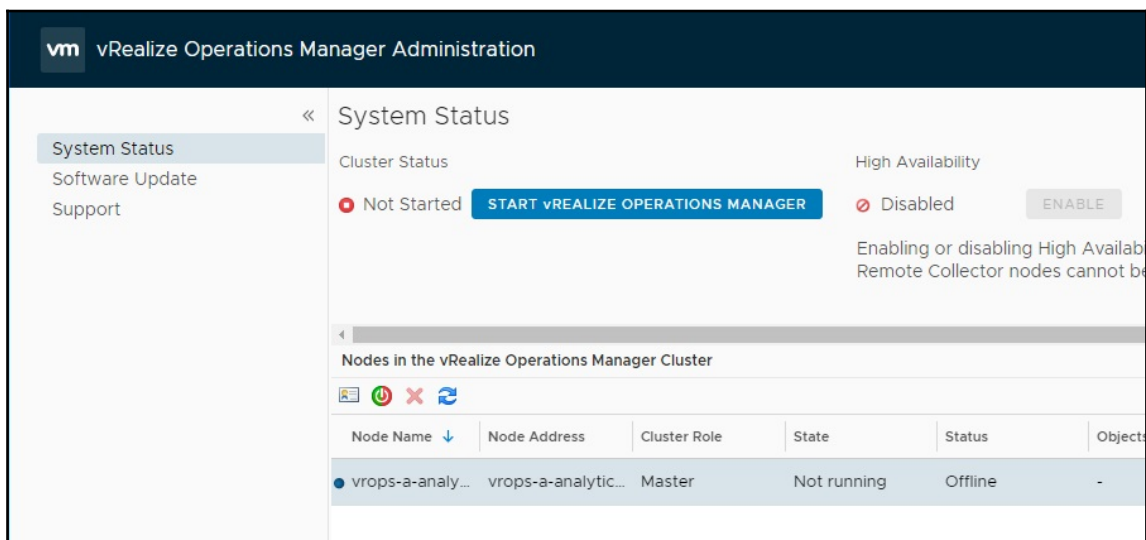 vm vRealize Operations Manager Administration
«
System Status
Software Update
Support
System Status
Cluster Status
Not Started START vREALIZE OPERATIONS MANAGER
High Availability
Disabled ENABLE
Enabling or disabling High Availabi
Remote Collector nodes cannot be
Nodes in the vRealize Operations Manager Cluster
Node Name ↓ Node Address Cluster Role State Status Objects
vrops-a-analy... vrops-a-analytic... Master Not running Offline -